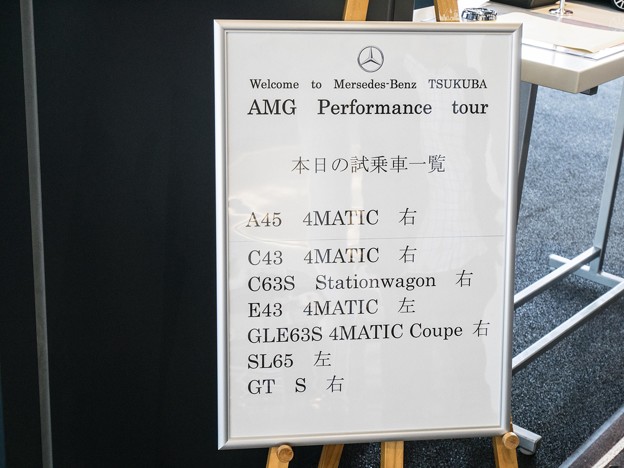 Welcome to Mersedes-Benz TSUKUBA
AMG Performance tour
本日の試乗車一覧
A45 4MATIC 右
C43 4MATIC 右
C63S Stationwagon 右
E43 4MATIC 左
GLE63S 4MATIC Coupe 右
SL65 左
GT S 右